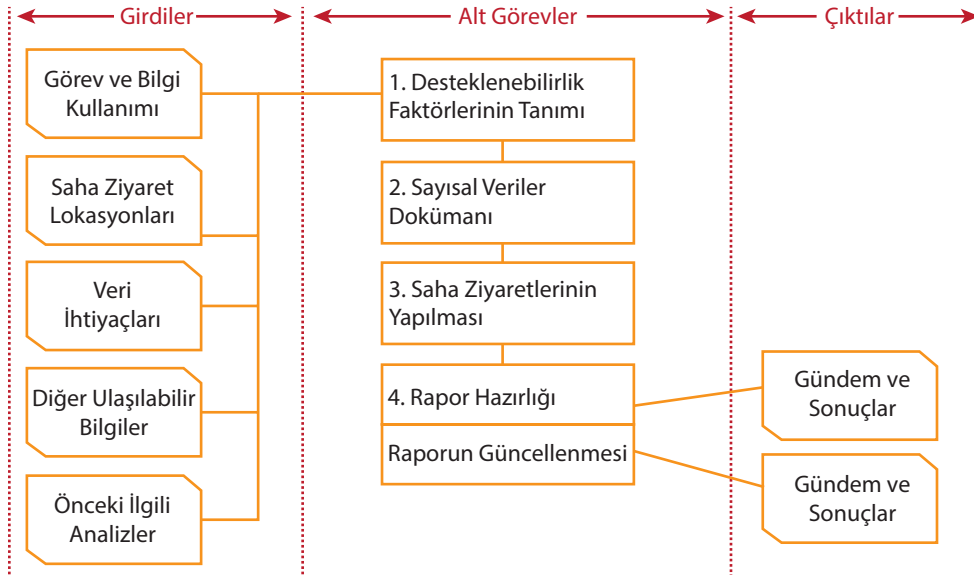 Girdiler
Alt Görevler
Çıktılar
Görev ve Bilgi
Kullanımı
Saha Ziyaret
Lokasyonları
Veri
İhtiyaçları
Diğer Ulaşılabilir
Bilgiler
Önceki İlgili
Analizler
1. Desteklenebilirlik
Faktörlerinin Tanımı
2. Sayısal Veriler
Dokümanı
3. Saha Ziyaretlerinin
Yapılması
4. Rapor Hazırlığı
Raporun Güncellenmesi
Gündem ve
Sonuçlar
Gündem ve
Sonuçlar